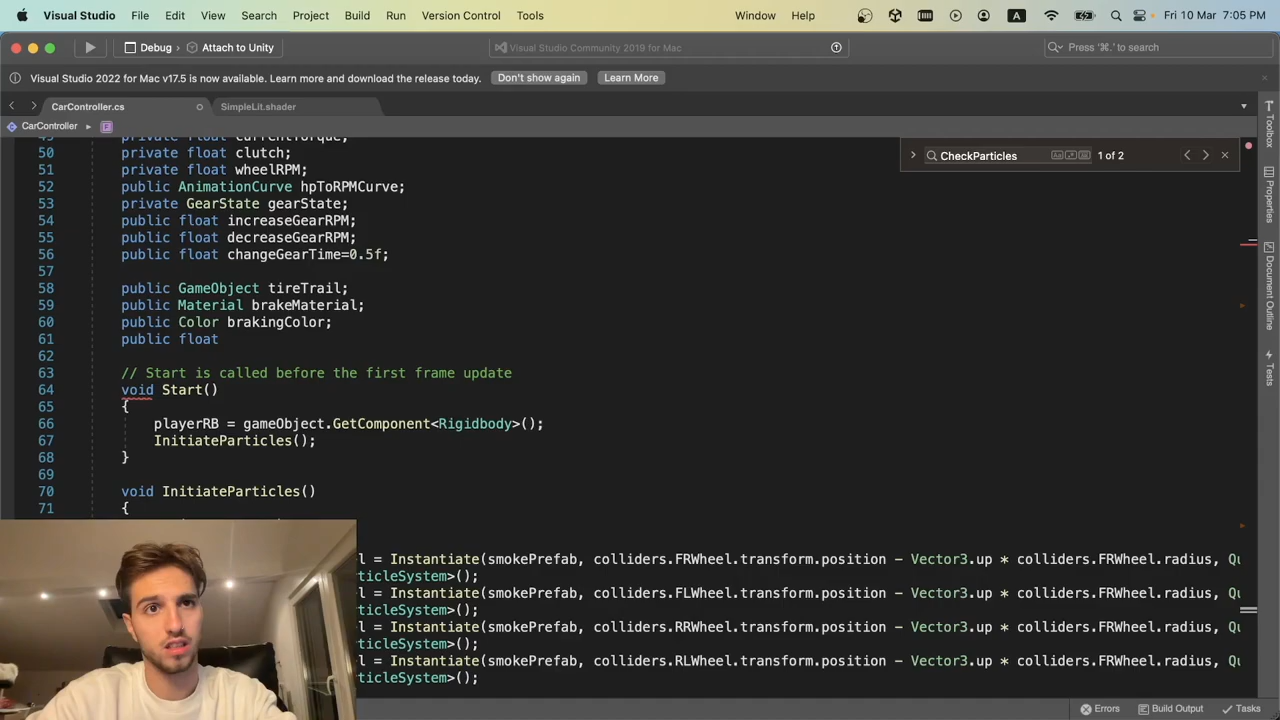 Visual Studio File Edit View Search Project Build Run Version Control Tools Window Help A Fri 10 Mar 7:05 PM
Debug › Attach to Unity Visual Studio Community 2019 for Mac Press '⌘.' to search
Visual Studio 2022 for Mac v17.5 is now available. Learn more and download the release today. Don't show again Learn More
CarController.cs SimpleLit.shader
CarController
CheckParticles 1 of 2
50 private float clutch;
51 private float wheelRPM;
52 public AnimationCurve hpToRPMCurve;
53 private GearState gearState;
54 public float increaseGearRPM;
55 public float decreaseGearRPM;
56 public float changeGearTime=0.5f;
57
58 public GameObject tireTrail;
59 public Material brakeMaterial;
60 public Color brakingColor;
61 public float
62
63 // Start is called before the first frame update
64 void Start()
65 {
66 playerRB = gameObject.GetComponent<Rigidbody>();
67 InitiateParticles();
68 }
69
70 void InitiateParticles()
71 {
l = Instantiate(smokePrefab, colliders.FRWheel.transform.position - Vector3.up * colliders.FRWheel.radius, Qu
ticleSystem>();
l = Instantiate(smokePrefab, colliders.FLWheel.transform.position - Vector3.up * colliders.FRWheel.radius, Qu
ticleSystem>();
l = Instantiate(smokePrefab, colliders.RRWheel.transform.position - Vector3.up * colliders.FRWheel.radius, Qu
ticleSystem>();
l = Instantiate(smokePrefab, colliders.RLWheel.transform.position - Vector3.up * colliders.FRWheel.radius, Qu
ticleSystem>();
Toolbox
Properties
Document Outline
Tests
Errors Build Output Tasks